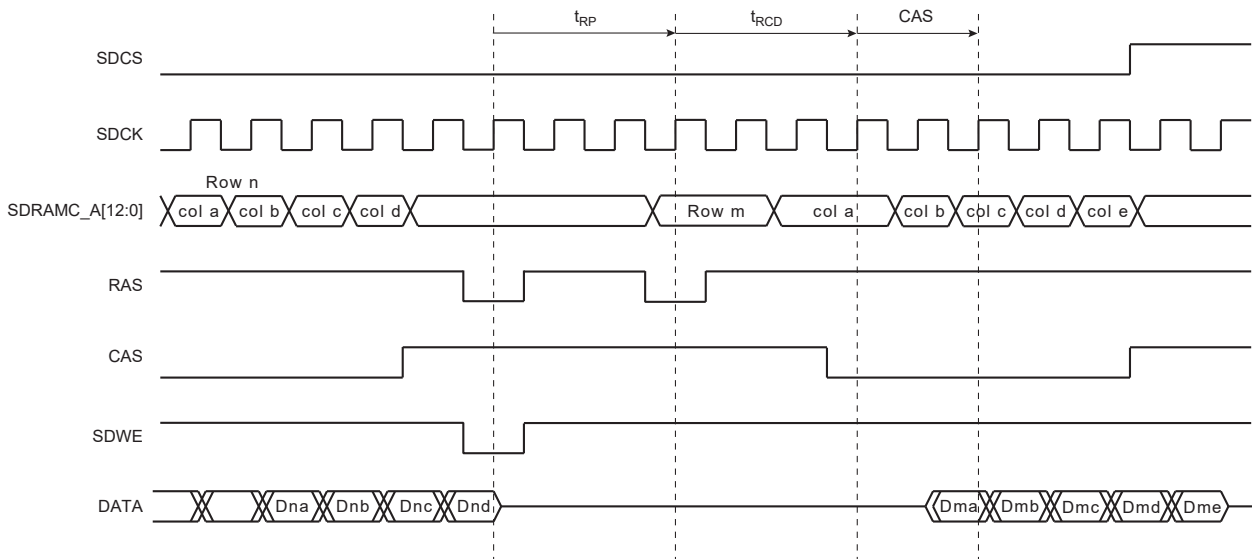 tRP tRCD CAS
SDCS
SDCK
Row n
SDRAMC_A[12:0] col a col b col c col d Row m col a col b col c col d col e
RAS
CAS
SDWE
DATA Dna Dnb Dnc Dnd Dma Dmb Dmc Dmd Dme